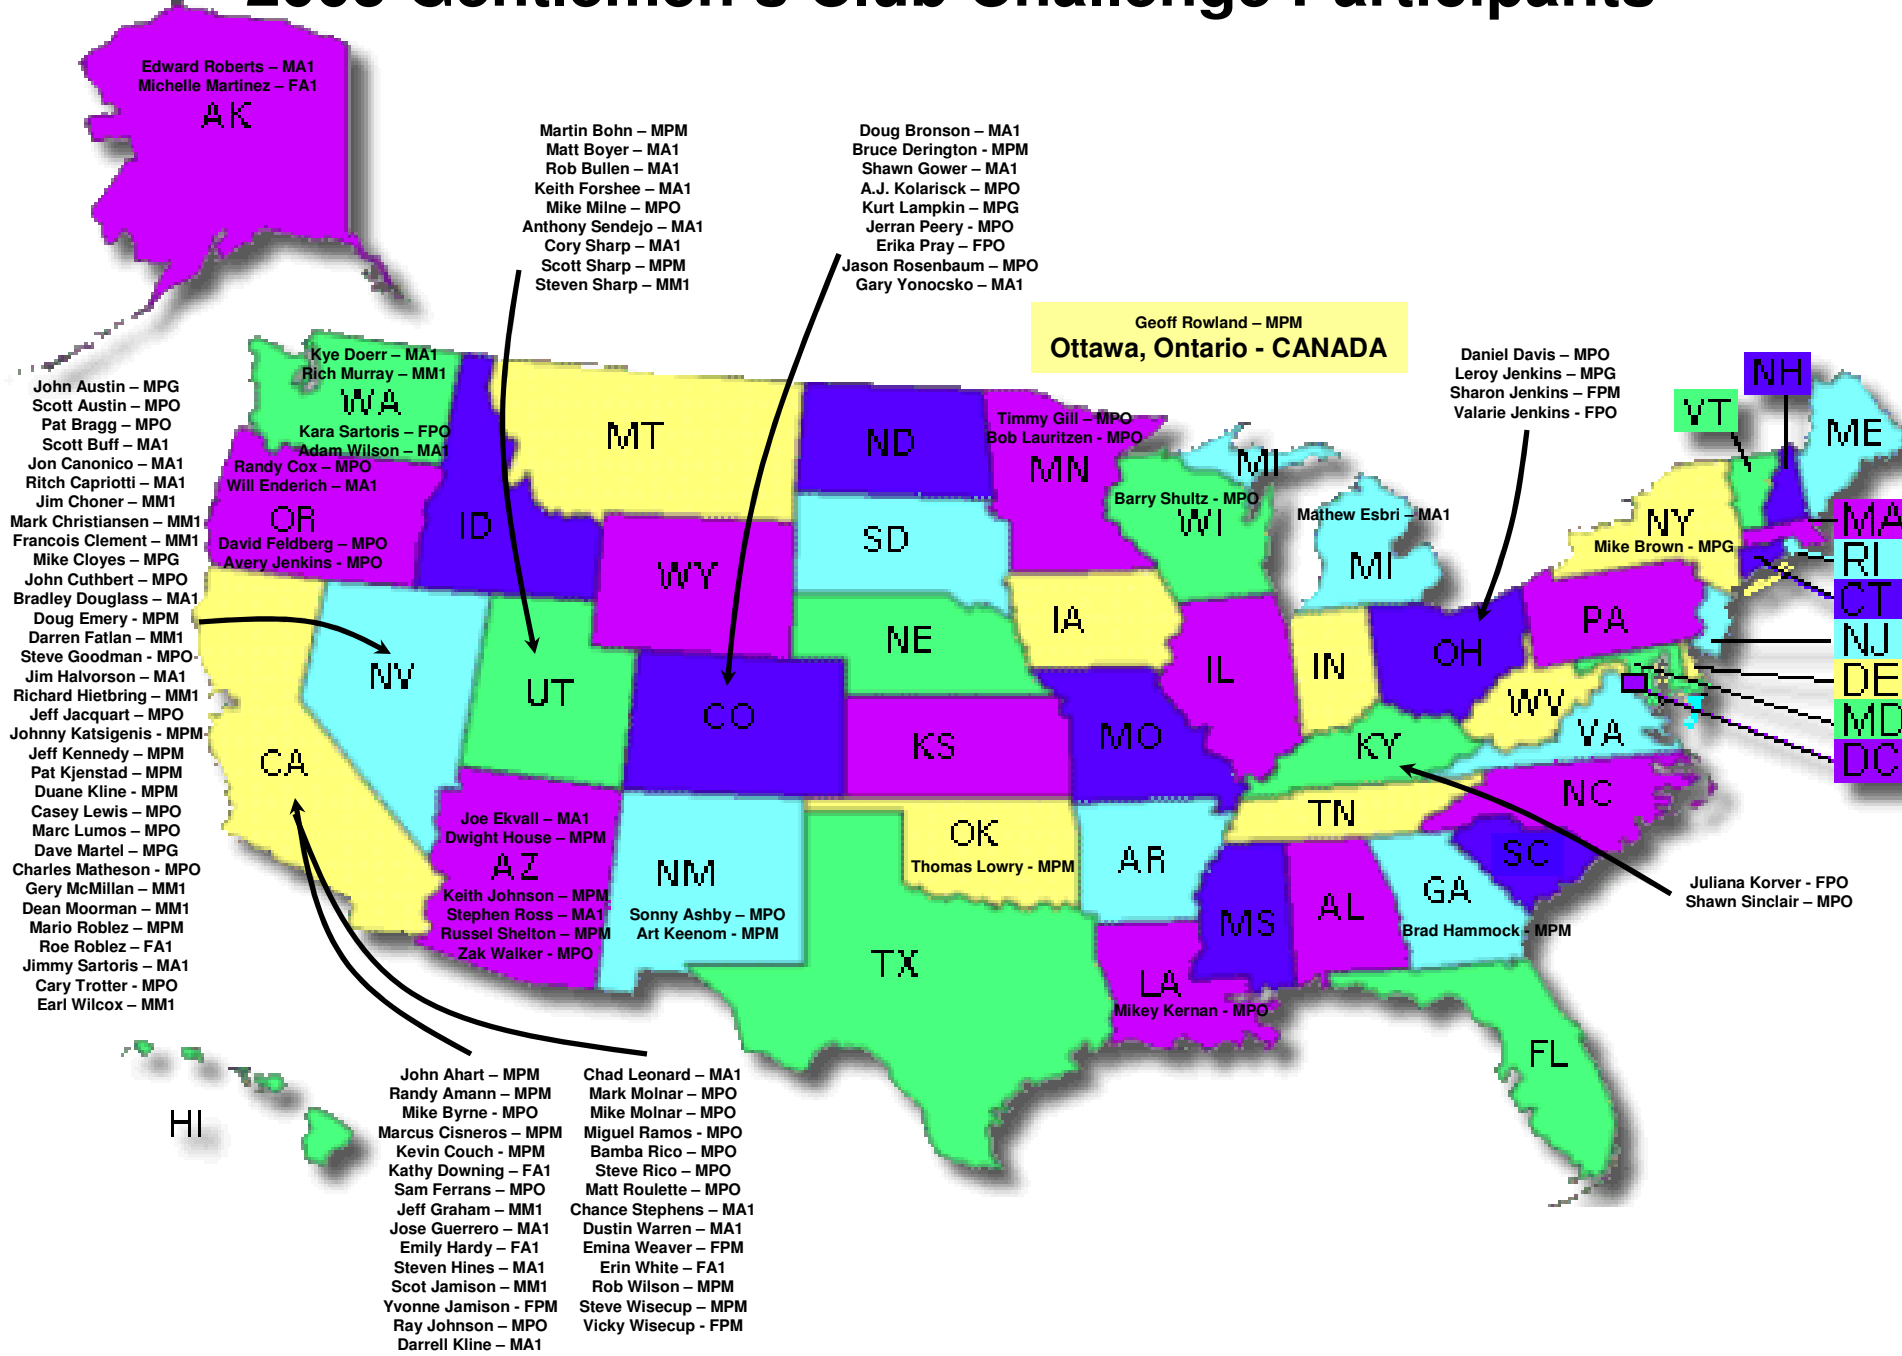 Gentlemen's Club Challenge Participants
Edward Roberts – MA1
Michelle Martinez – FA1
AK
Martin Bohn – MPM
Matt Boyer – MA1
Rob Bullen – MA1
Keith Forshee – MA1
Mike Milne – MPO
Anthony Sendejo – MA1
Cory Sharp – MA1
Scott Sharp – MPM
Steven Sharp – MM1
Doug Bronson – MA1
Bruce Derington - MPM
Shawn Gower – MA1
A.J. Kolarisck – MPO
Kurt Lampkin – MPG
Jerran Peery - MPO
Erika Pray – FPO
Jason Rosenbaum – MPO
Gary Yonocsko – MA1
Geoff Rowland – MPM
Ottawa, Ontario - CANADA
Daniel Davis – MPO
Leroy Jenkins – MPG
Sharon Jenkins – FPM
Valarie Jenkins - FPO
John Austin – MPG
Scott Austin – MPO
Pat Bragg – MPO
Scott Buff – MA1
Jon Canonico – MA1
Ritch Capriotti – MA1
Jim Choner – MM1
Mark Christiansen – MM1
Francois Clement – MM1
Mike Cloyes – MPG
John Cuthbert – MPO
Bradley Douglass – MA1
Doug Emery - MPM
Darren Fatlan – MM1
Steve Goodman - MPO
Jim Halvorson – MA1
Richard Hietbring – MM1
Jeff Jacquart – MPO
Johnny Katsigenis - MPM
Jeff Kennedy – MPM
Pat Kjenstad – MPM
Duane Kline - MPM
Casey Lewis – MPO
Marc Lumos – MPO
Dave Martel – MPG
Charles Matheson - MPO
Gery McMillan – MM1
Dean Moorman – MM1
Mario Roblez – MPM
Roe Roblez – FA1
Jimmy Sartoris – MA1
Cary Trotter - MPO
Earl Wilcox – MM1
Kye Doerr – MA1
Rich Murray – MM1
WA
Kara Sartoris – FPO
Adam Wilson – MA1
Randy Cox – MPO
Will Enderich – MA1
OR
David Feldberg – MPO
Avery Jenkins - MPO
ID
MT
ND
Timmy Gill – MPO
Bob Lauritzen - MPO
MN
Barry Shultz - MPO
WI
MI
Mathew Esbri – MA1
MI
VT
NH
ME
NY
Mike Brown - MPG
MA
RI
CT
NJ
DE
MD
DC
WY
SD
NE
IA
IL
IN
OH
PA
WV
VA
NV
UT
CO
KS
MO
KY
CA
TN
NC
SC
Joe Ekvall – MA1
Dwight House – MPM
AZ
Keith Johnson – MPM
Stephen Ross – MA1
Russel Shelton – MPM
Zak Walker - MPO
NM
Sonny Ashby – MPO
Art Keenom - MPM
OK
Thomas Lowry – MPM
AR
TX
LA
Mikey Kernan - MPO
MS
AL
GA
Brad Hammock - MPM
Juliana Korver - FPO
Shawn Sinclair – MPO
FL
HI
John Ahart – MPM
Randy Amann – MPM
Mike Byrne - MPO
Marcus Cisneros – MPM
Kevin Couch - MPM
Kathy Downing – FA1
Sam Ferrans – MPO
Jeff Graham – MM1
Jose Guerrero – MA1
Emily Hardy – FA1
Steven Hines – MA1
Scot Jamison – MM1
Yvonne Jamison - FPM
Ray Johnson – MPO
Darrell Kline – MA1
Chad Leonard – MA1
Mark Molnar – MPO
Mike Molnar – MPO
Miguel Ramos - MPO
Bamba Rico – MPO
Steve Rico – MPO
Matt Roulette – MPO
Chance Stephens – MA1
Dustin Warren – MA1
Emina Weaver – FPM
Erin White – FA1
Rob Wilson – MPM
Steve Wisecup – MPM
Vicky Wisecup - FPM